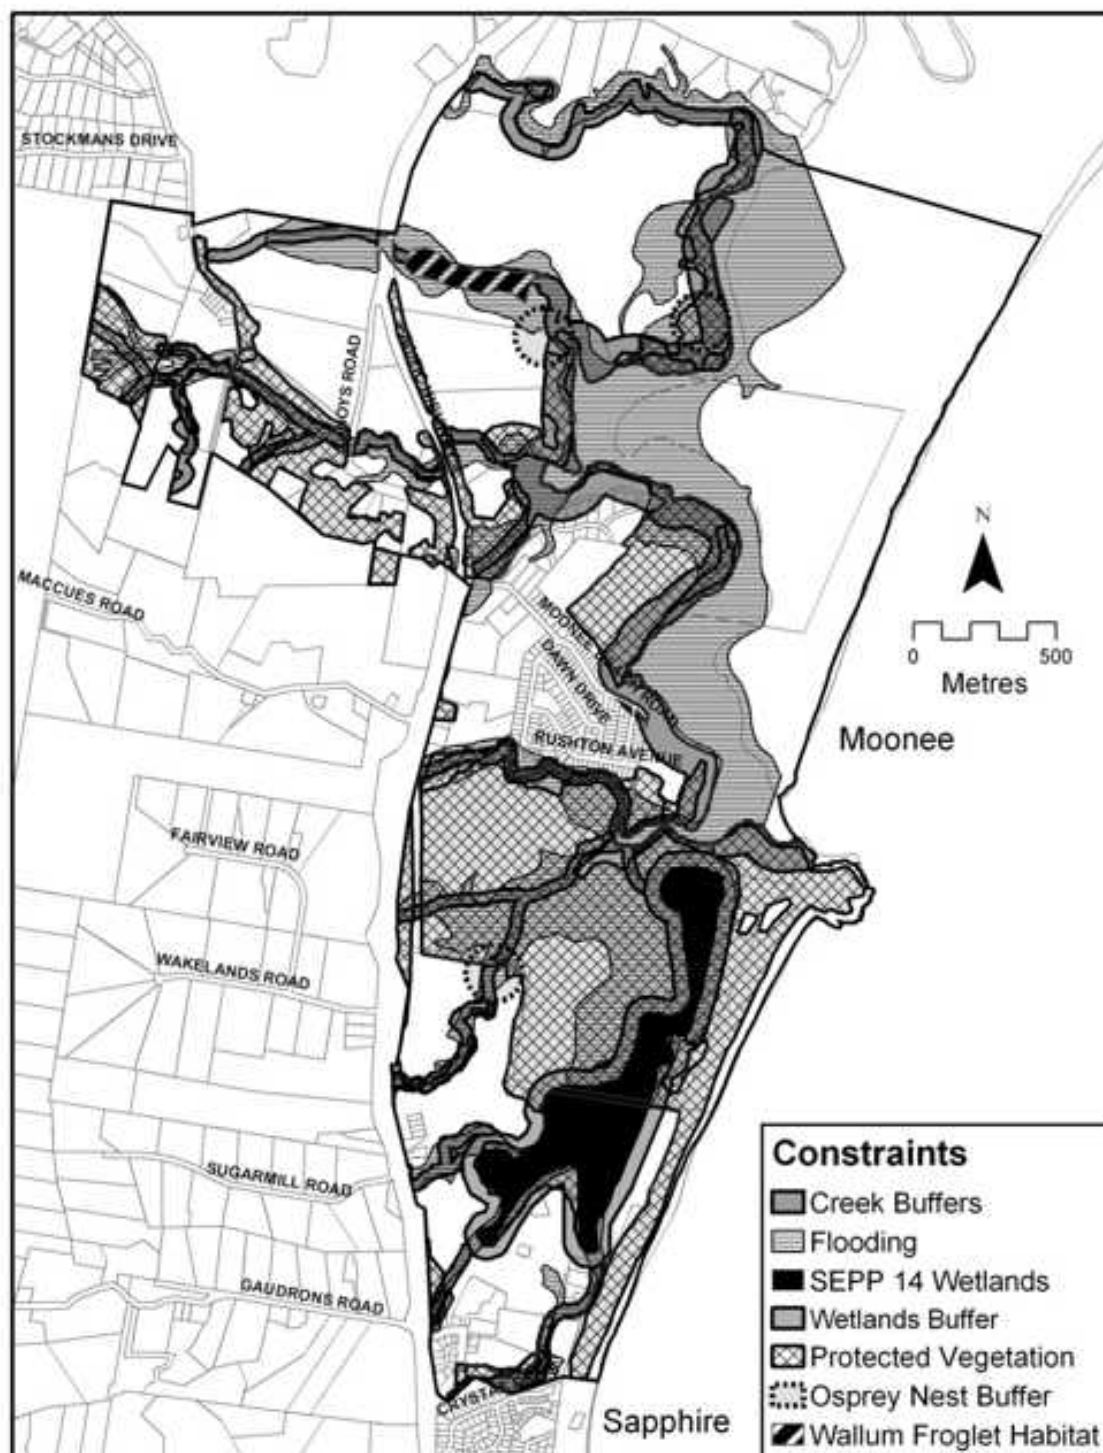 STOCKMANS DRIVE
OYS ROAD
MACCUES ROAD
N
0 500
Metres
MOONEE
ROAD
DAWN DRIVE
RUSHTON AVENUE
Moonee
FAIRVIEW ROAD
WAKELANDS ROAD
SUGARMILL ROAD
GAUDRONS ROAD
CRYSTA
Sapphire
Constraints
Creek Buffers
Flooding
SEPP 14 Wetlands
Wetlands Buffer
Protected Vegetation
Osprey Nest Buffer
Wallum Froglet Habitat